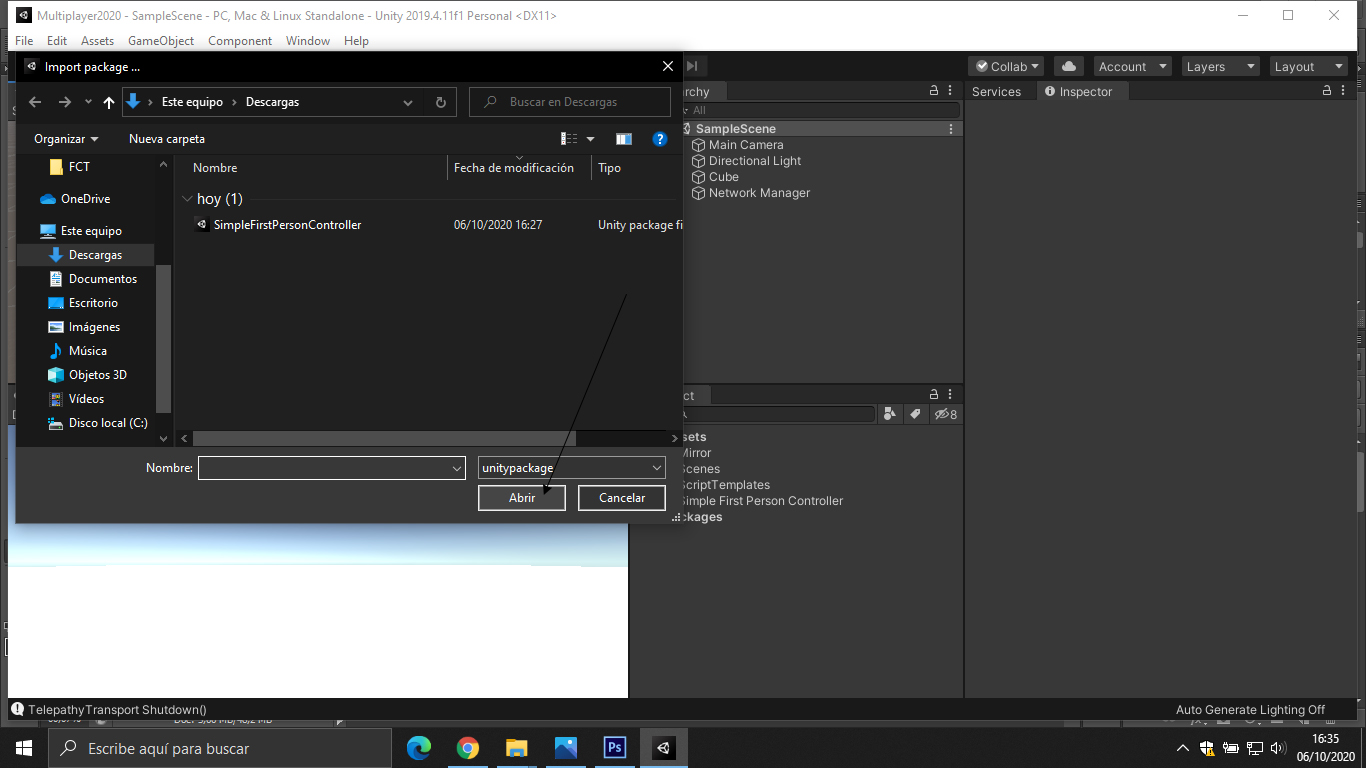 Multiplayer2020 - SampleScene - PC, Mac & Linux Standalone - Unity 2019.4.11f1 Personal <DX11>
File Edit Assets GameObject Component Window Help
Import package ...
Collab Account Layers Layout
Este equipo Descargas
Buscar en Descargas
rchy
Services Inspector
All
Organizar Nueva carpeta
SampleScene
Main Camera
Directional Light
Cube
Network Manager
FCT
OneDrive
Este equipo
Descargas
Documentos
Escritorio
Imágenes
Música
Objetos 3D
Vídeos
Disco local (C:)
Nombre Fecha de modificación Tipo
hoy (1)
SimpleFirstPersonController 06/10/2020 16:27 Unity package fi
Nombre:
unitypackage
Abrir Cancelar
ct
8
sets
Mirror
Scenes
ScriptTemplates
Simple First Person Controller
ckages
TelepathyTransport Shutdown()
Auto Generate Lighting Off
Escribe aquí para buscar
Ps
16:35
06/10/2020